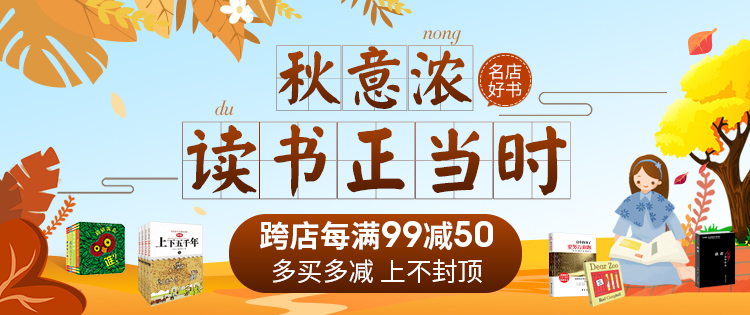 nong
秋意浓
名店
好书
du
读书正当时
跨店每满99减50
多买多减 上不封顶
上下五千年
Dear Zoo
Rod Campbell